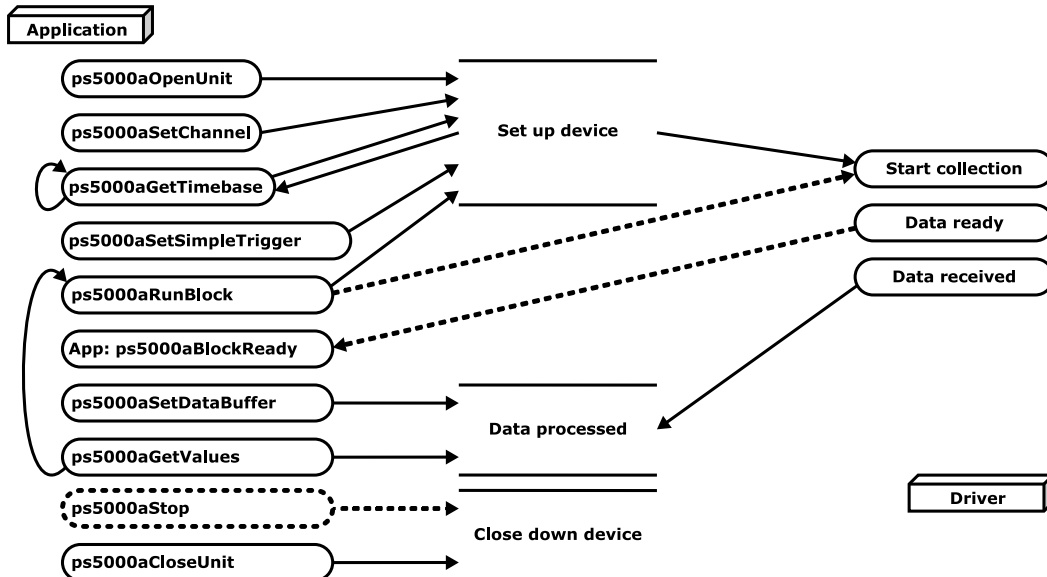 Application
ps5000aOpenUnit
ps5000aSetChannel
Set up device
ps5000aGetTimebase
Start collection
ps5000aSetSimpleTrigger
Data ready
ps5000aRunBlock
Data received
App: ps5000aBlockReady
ps5000aSetDataBuffer
Data processed
ps5000aGetValues
ps5000aStop
Driver
Close down device
ps5000aCloseUnit